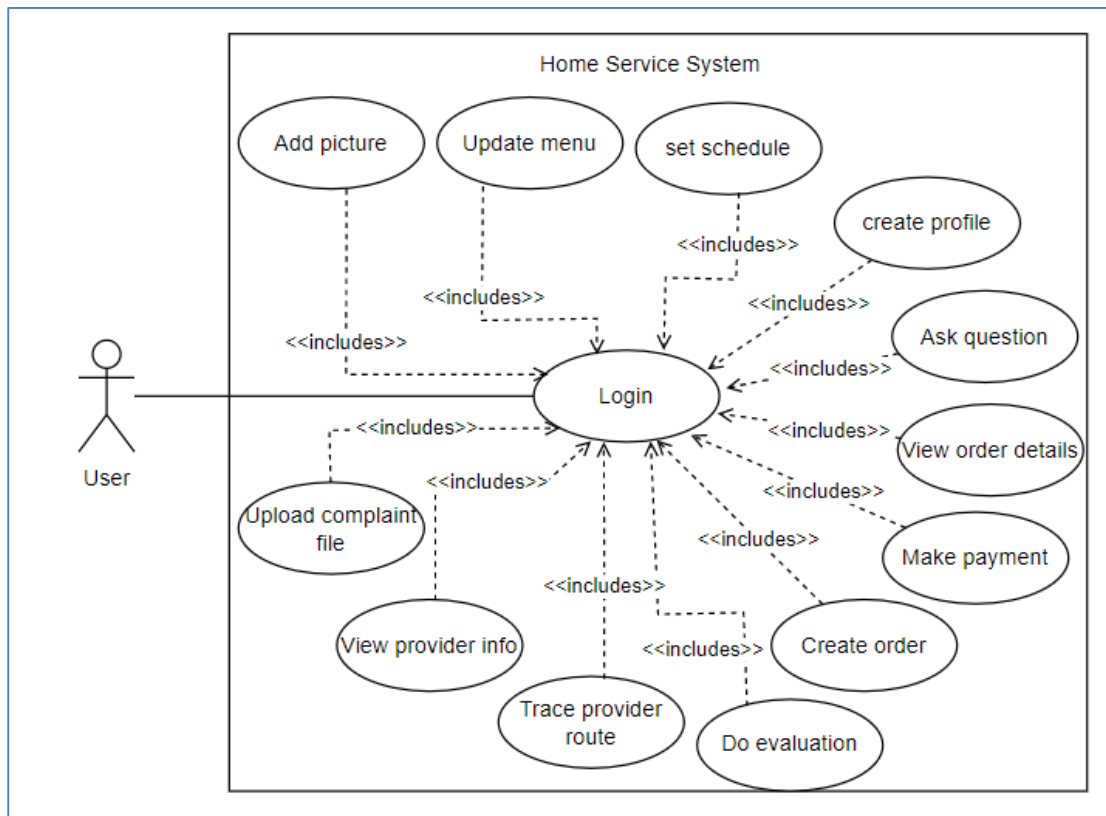 Home Service System
Add picture
Update menu
set schedule
create profile
<<includes>>
<<includes>>
<<includes>>
<<includes>>
Ask question
<<includes>>
Login
User
<<includes>>
<<includes>>
View order details
<<includes>>
<<includes>>
Upload complaint
file
<<includes>>
Make payment
<<includes>>
<<includes>>
View provider info
<<includes>>
Create order
Trace provider
route
Do evaluation